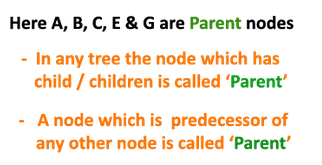 Here A, B, C, E & G are Parent nodes
- In any tree the node which has
child / children is called ‘Parent’
- A node which is predecessor of
any other node is called ‘Parent’